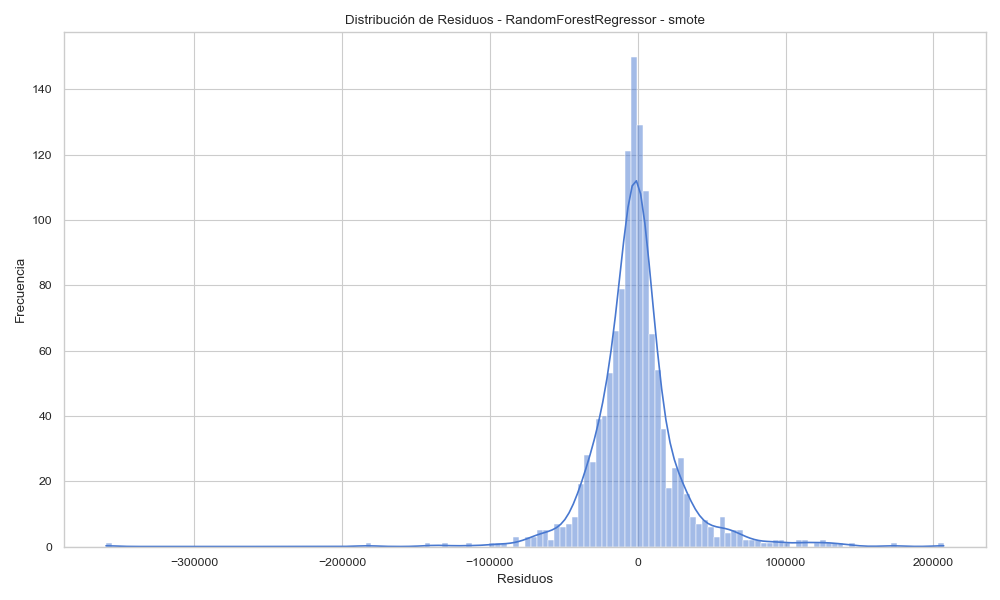 Distribución de Residuos - RandomForestRegressor - smote
Frecuencia
140
120
100
80
60
40
20
0
−300000 −200000 −100000 0 100000 200000
Residuos